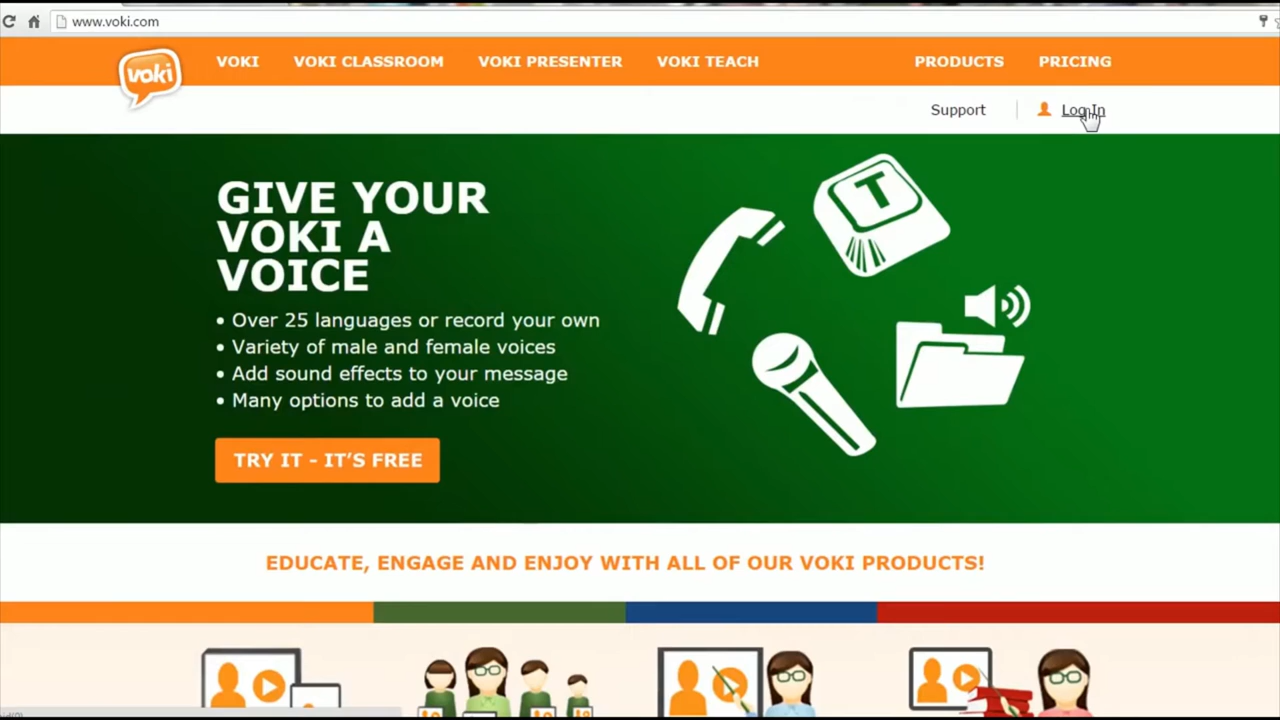 www.voki.com
voki
VOKI VOKI CLASSROOM VOKI PRESENTER VOKI TEACH PRODUCTS PRICING
Support Log In
GIVE YOUR
VOKI A
VOICE
• Over 25 languages or record your own
• Variety of male and female voices
• Add sound effects to your message
• Many options to add a voice
TRY IT - IT'S FREE
T
EDUCATE, ENGAGE AND ENJOY WITH ALL OF OUR VOKI PRODUCTS!